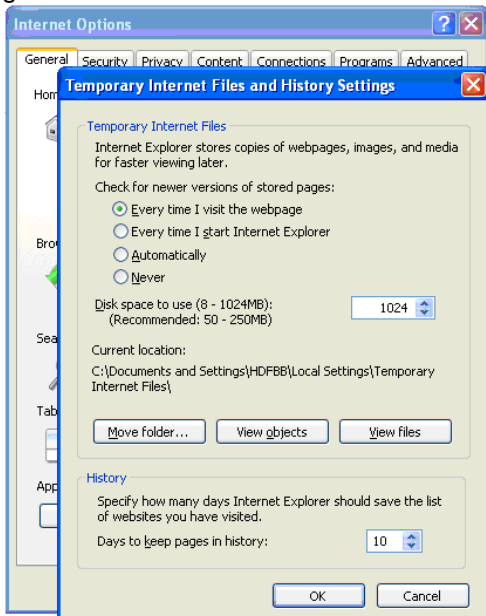 Internet Options
General Security Privacy Content Connections Programs Advanced
Temporary Internet Files and History Settings
Temporary Internet Files
Internet Explorer stores copies of webpages, images, and media
for faster viewing later.
Check for newer versions of stored pages:
Every time I visit the webpage
Every time I start Internet Explorer
Automatically
Never
Disk space to use (8 - 1024MB):
1024
(Recommended: 50 - 250MB)
Current location:
C:\Documents and Settings\HDFBB\Local Settings\Temporary
Internet Files\
Move folder... View objects View files
History
Specify how many days Internet Explorer should save the list
of websites you have visited.
Days to keep pages in history: 10
OK Cancel